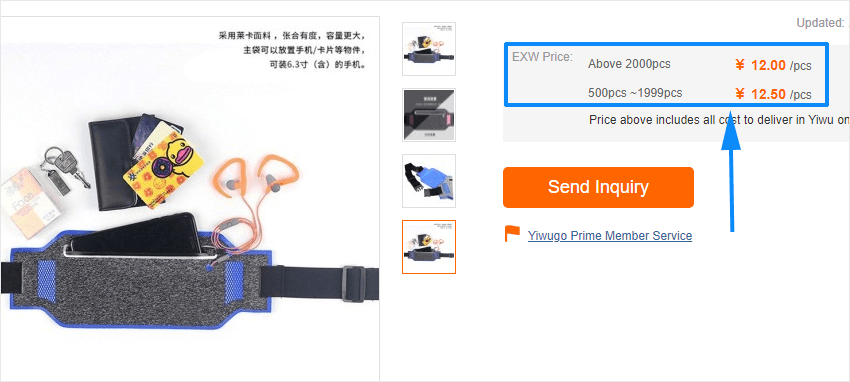 采用莱卡面料，张合有度，容量更大，
主袋可以放置手机/卡片等物件，
可装6.3寸（含）的手机。
Updated:
EXW Price:
Above 2000pcs ¥ 12.00 /pcs
500pcs ~1999pcs ¥ 12.50 /pcs
Price above includes all cost to deliver in Yiwu on
Send Inquiry
Yiwugo Prime Member Service